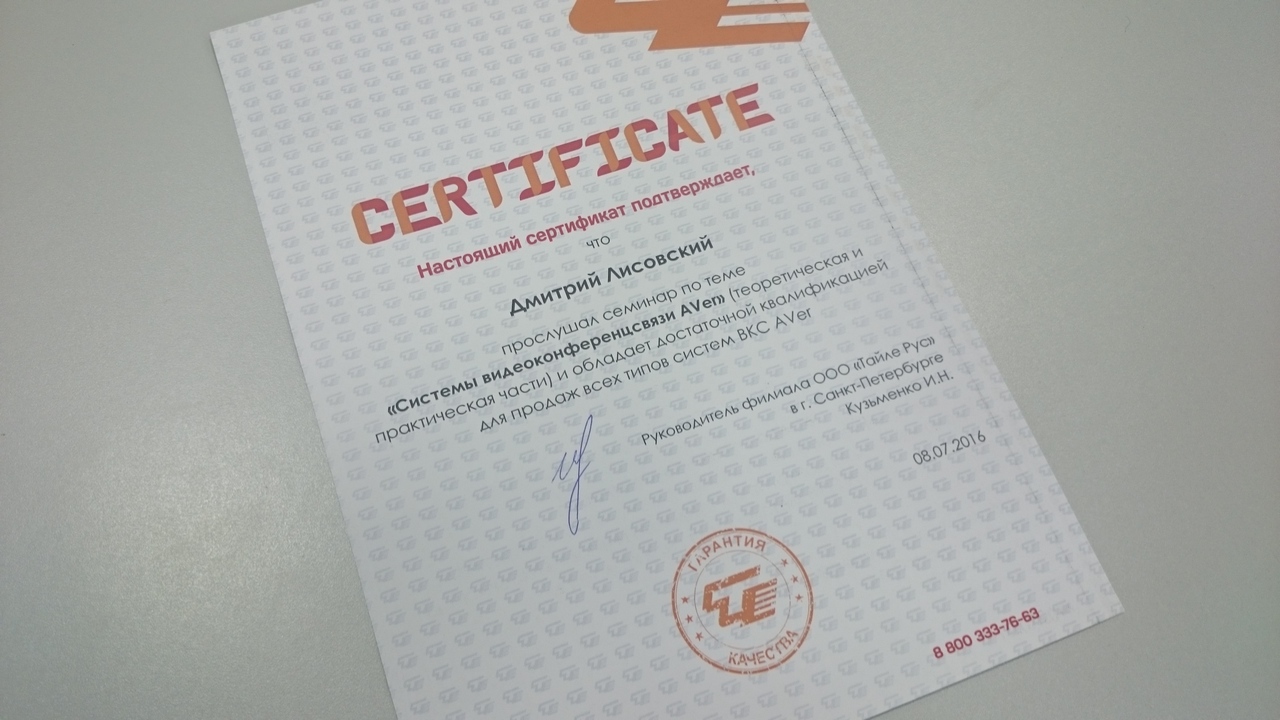 CERTIFICATE
Настоящий сертификат подтверждает,
что
Дмитрий Лисовский
прослушал семинар по теме
«Системы видеоконференцсвязи AVer» (теоретическая и
практическая части) и обладает достаточной квалификацией
для продаж всех типов систем ВКС AVer
Руководитель филиала ООО «Тайле Рус»
в г. Санкт-Петербурге
Кузьменко И.Н.
08.07.2016
ГАРАНТИЯ
КАЧЕСТВА
8 800 333-76-63